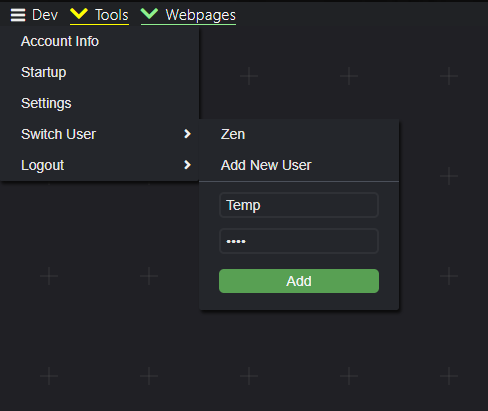 Dev Tools Webpages
Account Info
Startup
Settings
Switch User
Logout
Zen
Add New User
Temp
••••
Add